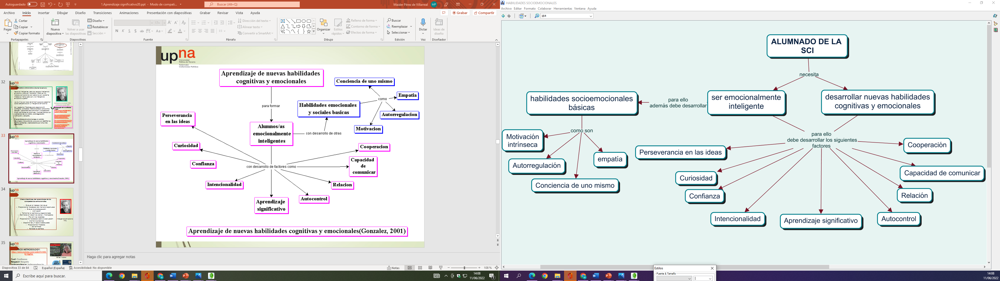 Autoguardado
1.Aprendizaje significativo20.ppt - Modo de compati...
Buscar (Alt+Q)
Maider Pérez de Villarreal
MP
Archivo Inicio Insertar Dibujar Diseño Transiciones Animaciones Presentación con diapositivas Grabar Revisar Vista Ayuda
Grabar
Compartir
Pegar
Cortar
Copiar
Copiar formato
Portapapeles
Nueva diapositiva
Volver a usar las diapositivas
Diseño
Restablecer
Sección
Diapositivas
Fuente
Dirección del texto
Alinear texto
Convertir a SmartArt
Párrafo
Organizar
Estilos rápidos
Relleno de forma
Contorno de forma
Efectos de forma
Dibujo
Buscar
Reemplazar
Seleccionar
Edición
Dictar
Voz
Ideas de diseño
Diseñador
32
33
34
35
upna
Universidad
Pública de Navarra
Nafarroako
Unibertsitate Publikoa
Aprendizaje de nuevas habilidades
cognitivas y emocionales
para formar
Alumnos/as
emocionalmente
inteligentes
con desarrollo de otras
Habilidades emocionales
y sociales basicas
como
Conciencia de uno mismo
Empatia
Autorregulacion
Motivacion
Perseverancia
en las ideas
Curiosidad
Confianza
con desarrollo de factores como
Intencionalidad
Aprendizaje
significativo
Autocontrol
Relacion
Capacidad
de
comunicar
Cooperacion
Aprendizaje de nuevas habilidades cognitivas y emocionales(Gonzalez, 2001)
Haga clic para agregar notas
Diapositiva 33 de 64
Español (España)
Accesibilidad: No disponible
Notas
108 %
Escribe aquí para buscar.
14:08
11/06/2022
HABILIDADES SOCIOEMOCIONALES
Archivo Editar Formato Colaborar Herramientas Ventana Ayuda
164
ALUMNADO DE LA
SCI
necesita
ser emocionalmente
inteligente
desarrollar nuevas habilidades
cognitivas y emocionales
para ello
además debe desarrollar
habilidades socioemocionales
básicas
como son
Motivación
intrínseca
Autorregulación
Conciencia de uno mismo
empatía
para ello
debe desarrollar los siguientes
factores
Perseverancia en las ideas
Curiosidad
Confianza
Intencionalidad
Aprendizaje significativo
Autocontrol
Relación
Capacidad de comunicar
Cooperación
Estilos
Fuente & Tamaño
14:08
11/06/2022